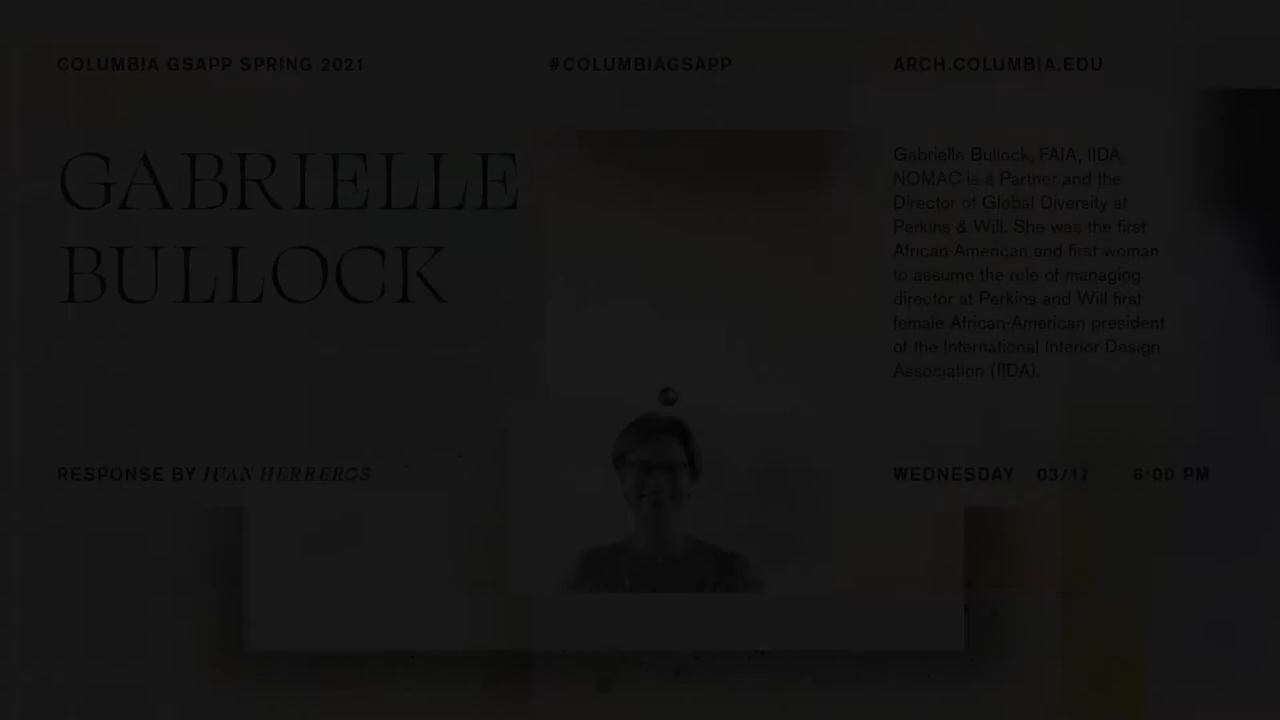 COLUMBIA GSAPP SPRING 2021
#COLUMBIAGSAPP
ARCH.COLUMBIA.EDU
GABRIELLE
BULLOCK
Gabrielle Bullock, FAIA, IIDA,
NOMAC is a Partner and the
Director of Global Diversity at
Perkins & Will. She was the first
African-American and first woman
to assume the role of managing
director at Perkins and Will first
female African-American president
of the International Interior Design
Association (IIDA).
RESPONSE BY JUAN HERREROS
WEDNESDAY 03/17 6:00 PM